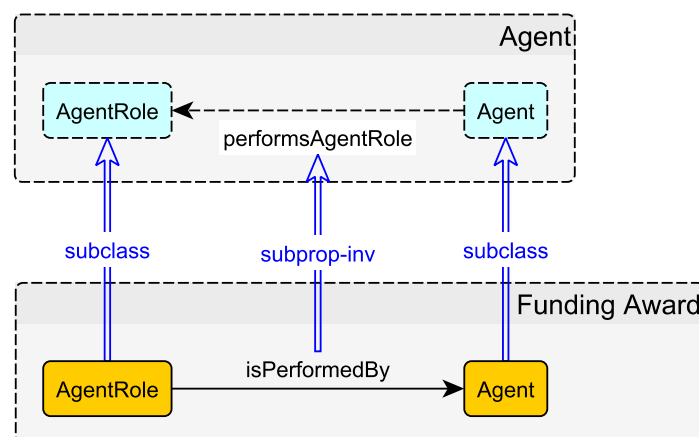 Agent
AgentRole
Agent
performsAgentRole
subclass
subprop-inv
subclass
Funding Award
isPerformedBy
AgentRole
Agent